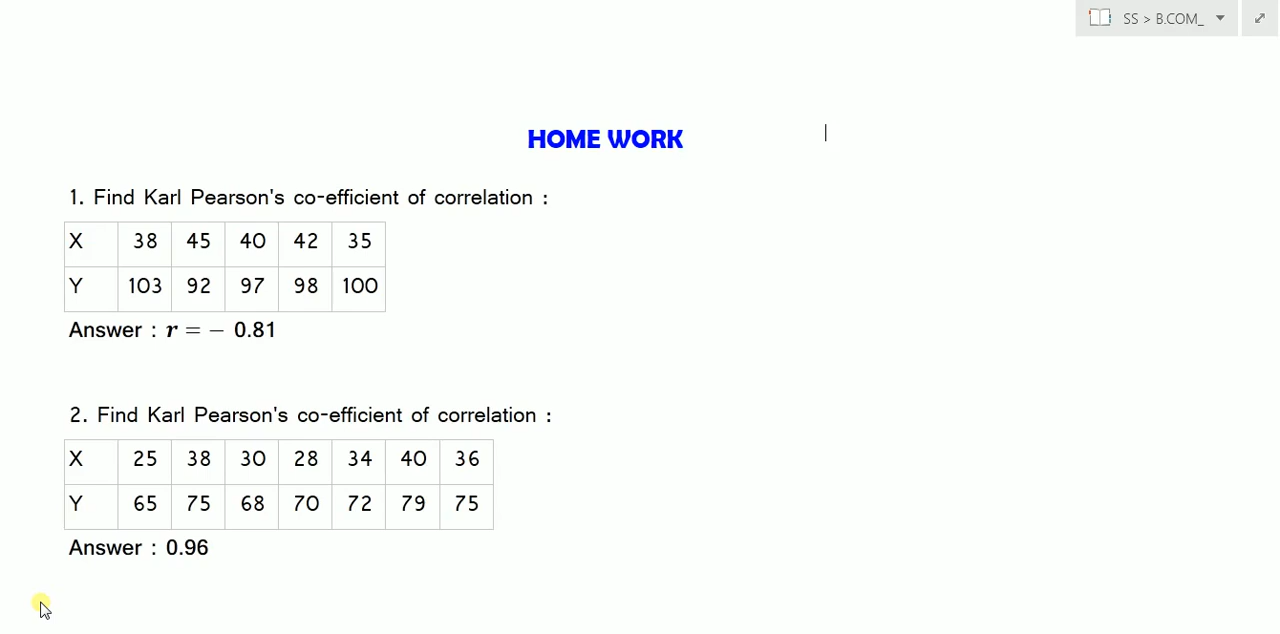 SS > B.COM_
HOME WORK
1. Find Karl Pearson's co-efficient of correlation :
X 38 45 40 42 35
Y 103 92 97 98 100
Answer : r = − 0.81
2. Find Karl Pearson's co-efficient of correlation :
X 25 38 30 28 34 40 36
Y 65 75 68 70 72 79 75
Answer : 0.96